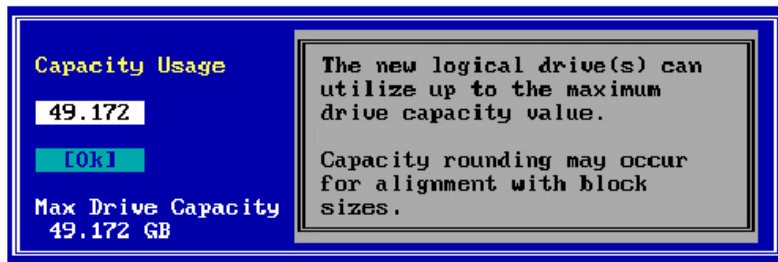 Capacity Usage
49.172
[Ok]
Max Drive Capacity
49.172 GB
The new logical drive(s) can
utilize up to the maximum
drive capacity value.
Capacity rounding may occur
for alignment with block
sizes.